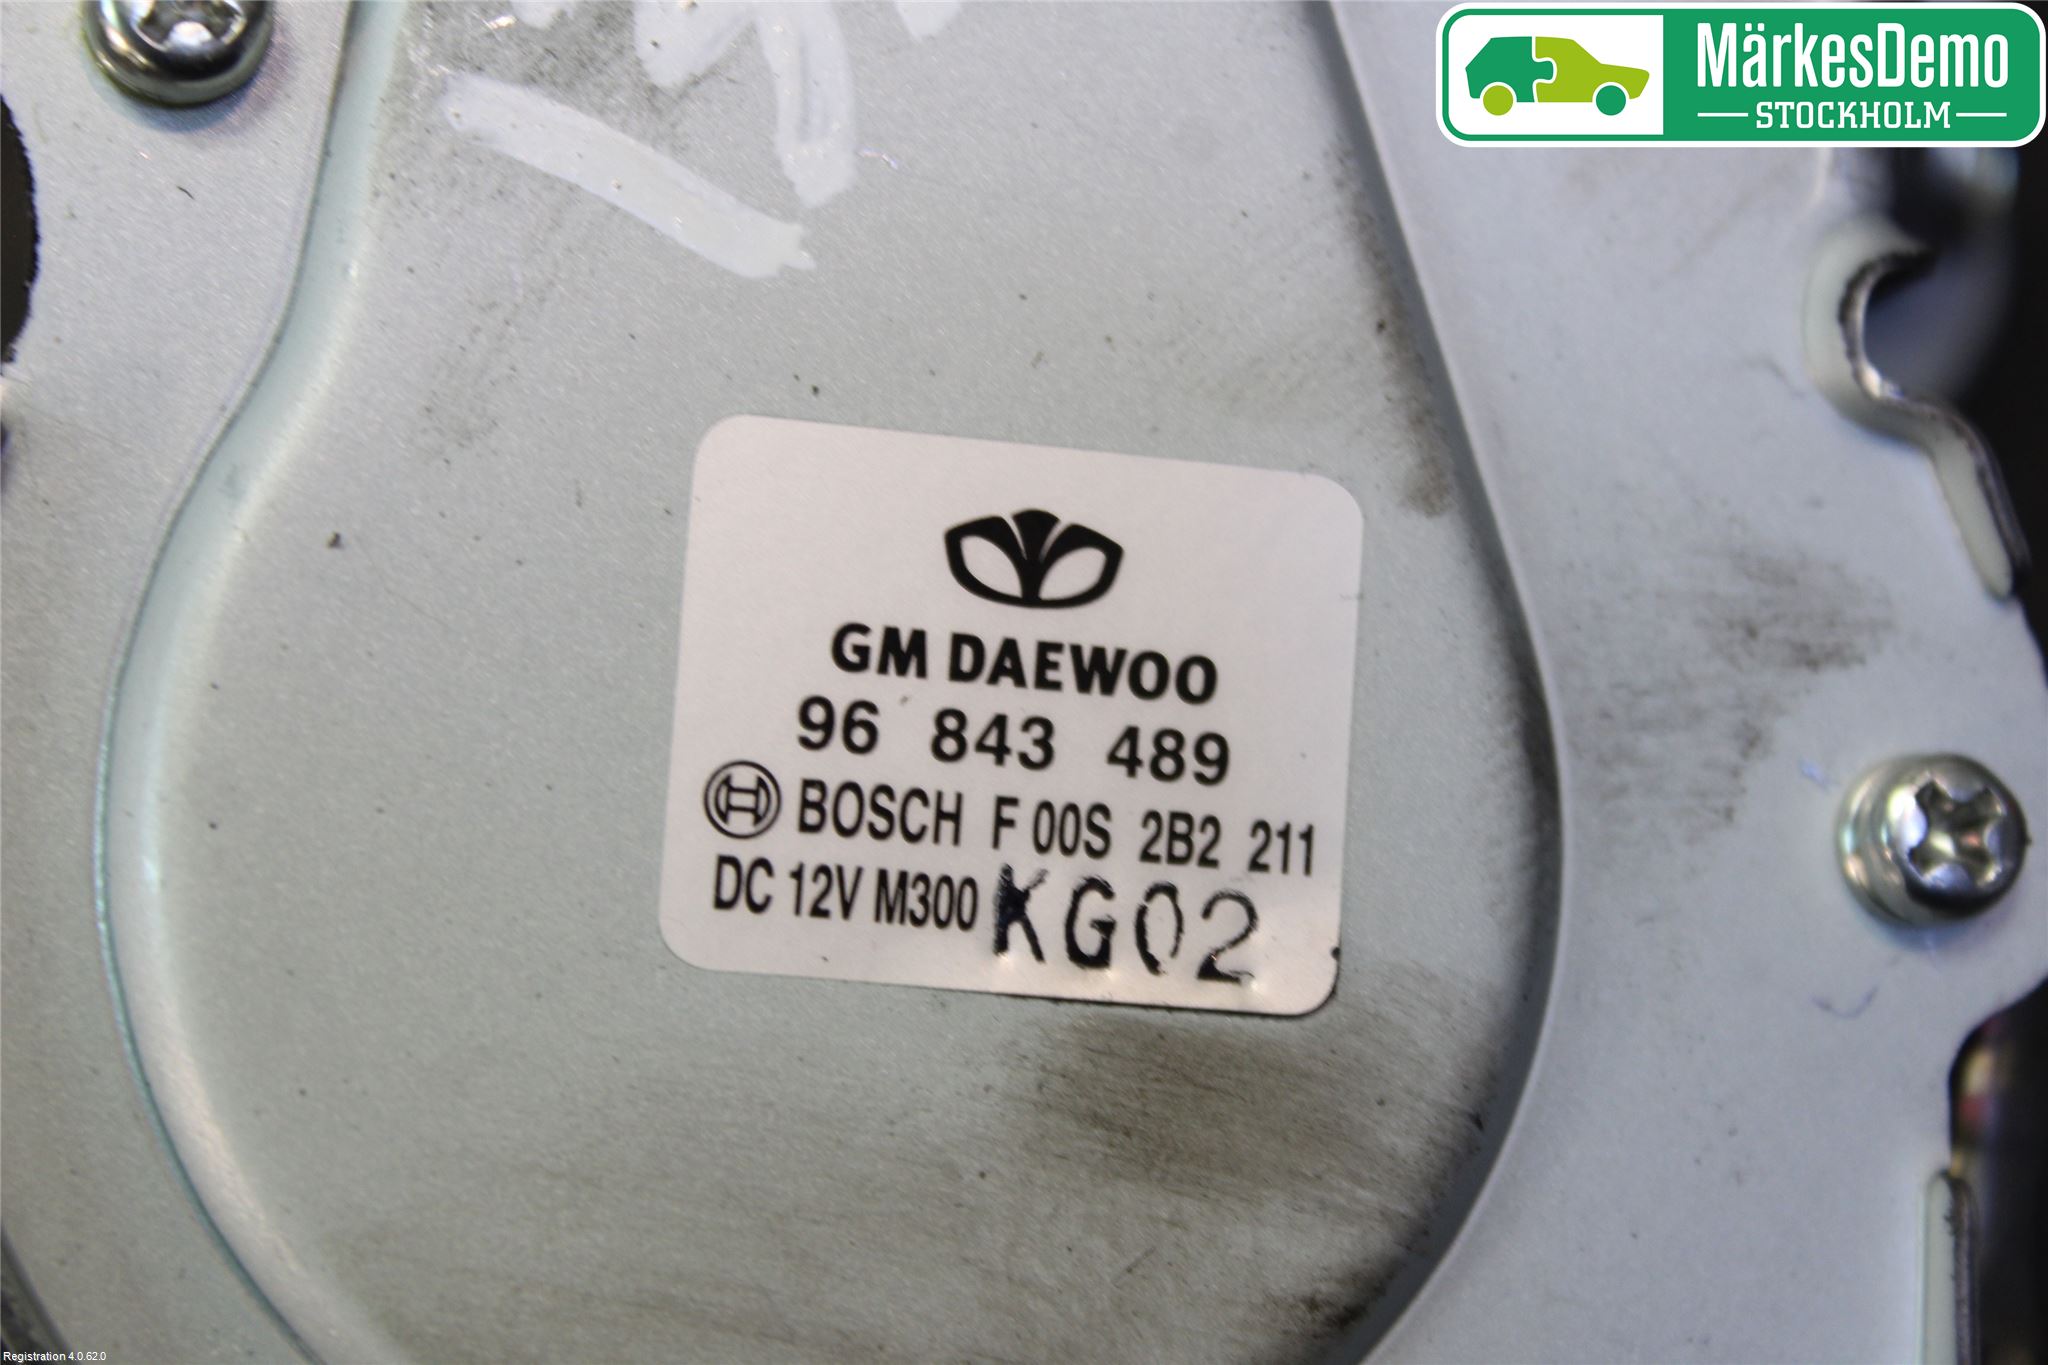 MärkesDemo
STOCKHOLM
GM DAEWOO
96 843 489
BOSCH F 00S 2B2 211
DC 12V M300 KG02
Registration 4.0.62.0